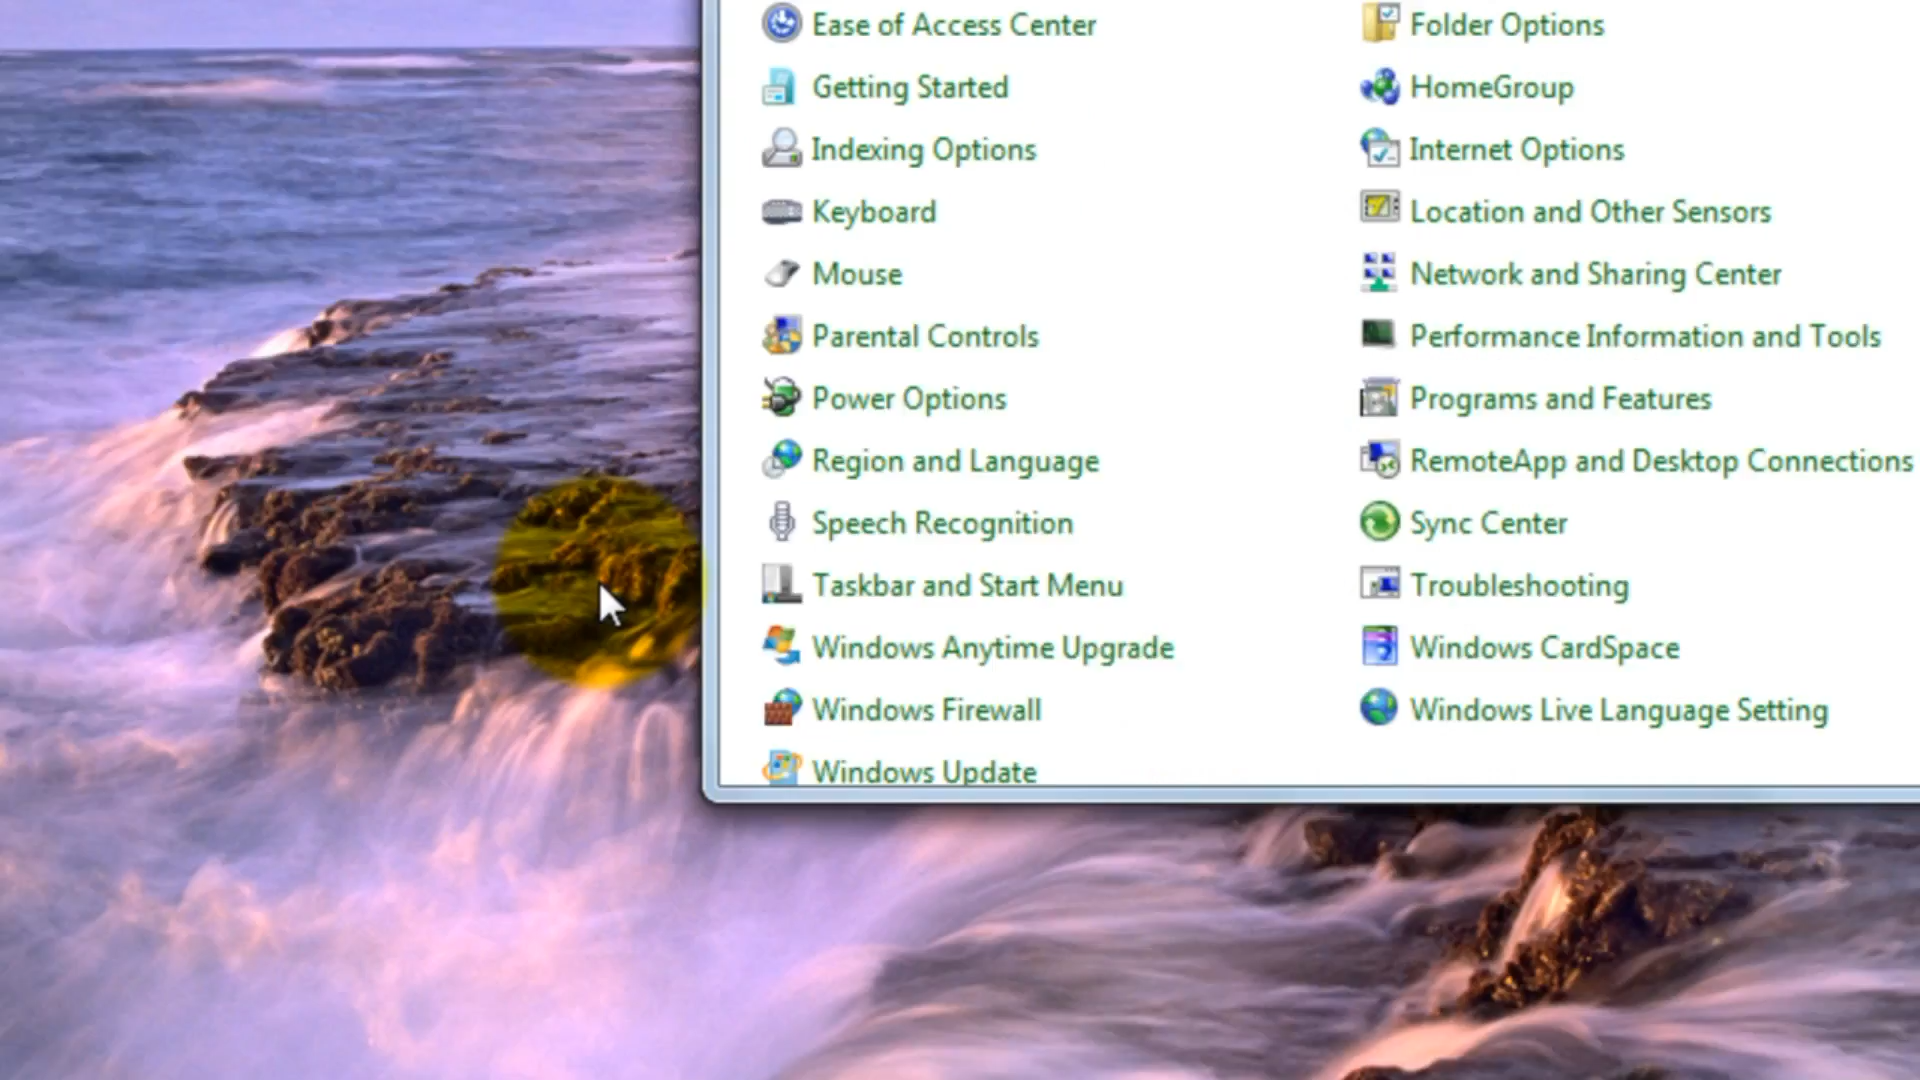 Ease of Access Center
Folder Options
Getting Started
HomeGroup
Indexing Options
Internet Options
Keyboard
Location and Other Sensors
Mouse
Network and Sharing Center
Parental Controls
Performance Information and Tools
Power Options
Programs and Features
Region and Language
RemoteApp and Desktop Connections
Speech Recognition
Sync Center
Taskbar and Start Menu
Troubleshooting
Windows Anytime Upgrade
Windows CardSpace
Windows Firewall
Windows Live Language Setting
Windows Update